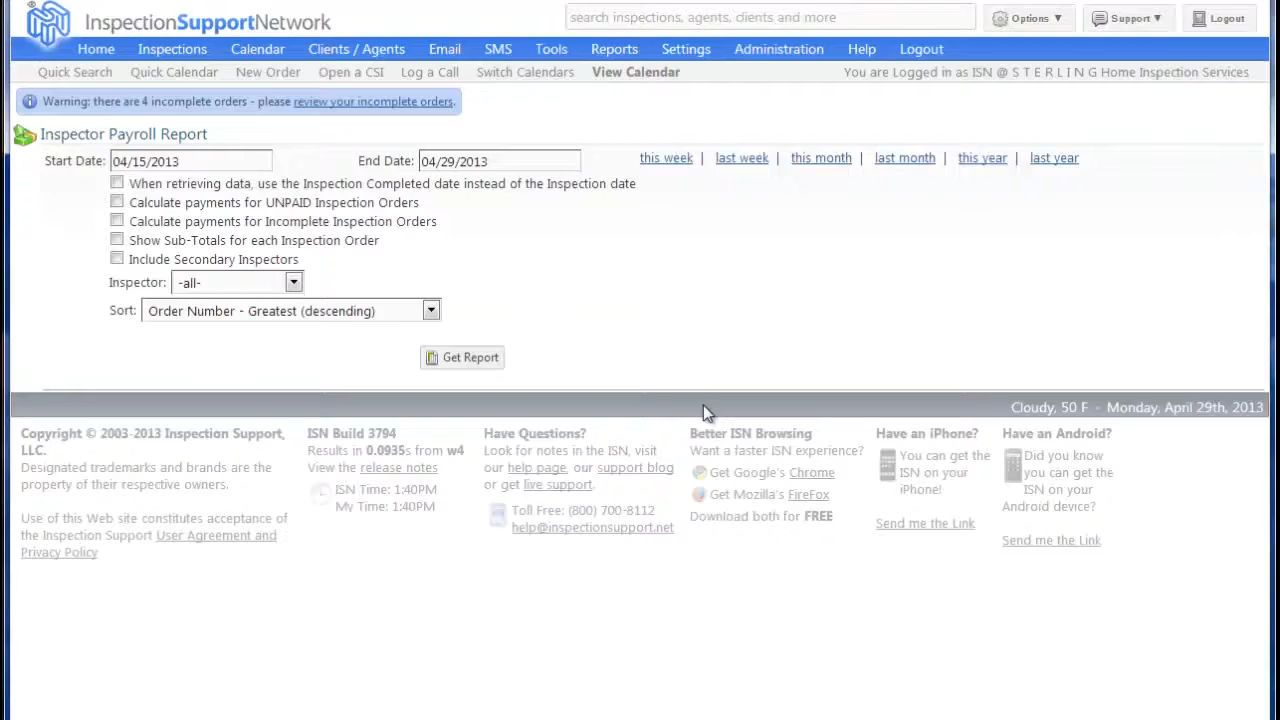 InspectionSupportNetwork
search inspections, agents, clients and more
Options ▼
Support ▼
Logout
Home Inspections Calendar Clients / Agents Email SMS Tools Reports Settings Administration Help Logout
Quick Search Quick Calendar New Order Open a CSI Log a Call Switch Calendars View Calendar You are Logged in as ISN @ S T E R L I N G Home Inspection Services
Warning: there are 4 incomplete orders - please review your incomplete orders.
Inspector Payroll Report
Start Date: 04/15/2013 End Date: 04/29/2013 this week | last week | this month | last month | this year | last year
When retrieving data, use the Inspection Completed date instead of the Inspection date
Calculate payments for UNPAID Inspection Orders
Calculate payments for Incomplete Inspection Orders
Show Sub-Totals for each Inspection Order
Include Secondary Inspectors
Inspector: -all-
Sort: Order Number - Greatest (descending)
Get Report
Cloudy, 50 F - Monday, April 29th, 2013
Copyright © 2003-2013 Inspection Support,
LLC.
Designated trademarks and brands are the
property of their respective owners.
Use of this Web site constitutes acceptance of
the Inspection Support User Agreement and
Privacy Policy
ISN Build 3794
Results in 0.0935s from w4
View the release notes
ISN Time: 1:40PM
My Time: 1:40PM
Have Questions?
Look for notes in the ISN, visit
our help page, our support blog
or get live support.
Toll Free: (800) 700-8112
help@inspectionsupport.net
Better ISN Browsing
Want a faster ISN experience?
Get Google's Chrome
Get Mozilla's FireFox
Download both for FREE
Have an iPhone?
You can get the
ISN on your
iPhone!
Send me the Link
Have an Android?
Did you know
you can get the
ISN on your
Android device?
Send me the Link